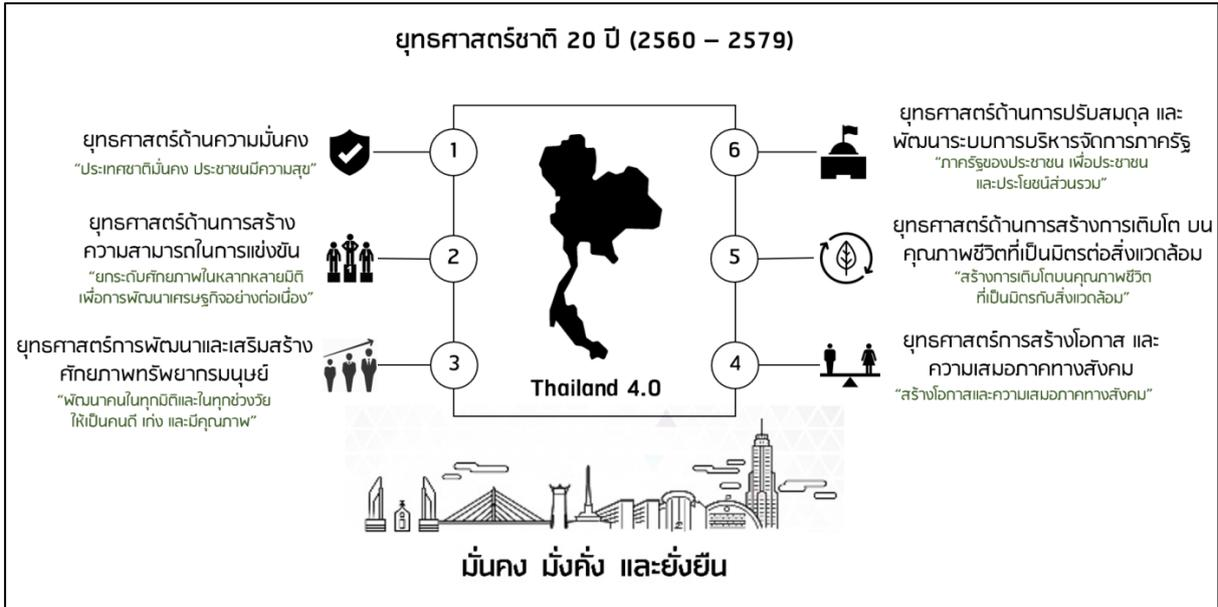 ยุทธศาสตร์ชาติ 20 ปี (2560 – 2579)
1
ยุทธศาสตร์ด้านความมั่นคง
“ประเทศชาติมั่นคง ประชาชนมีความสุข”
2
ยุทธศาสตร์ด้านการสร้าง
ความสามารถในการแข่งขัน
“ยกระดับศักยภาพในหลากหลายมิติ
เพื่อการพัฒนาเศรษฐกิจอย่างต่อเนื่อง”
3
ยุทธศาสตร์การพัฒนาและเสริมสร้าง
ศักยภาพทรัพยากรมนุษย์
“พัฒนาคนในทุกมิติและในทุกช่วงวัย
ให้เป็นคนดี เก่ง และมีคุณภาพ”
6
ยุทธศาสตร์ด้านการปรับสมดุล และ
พัฒนาระบบการบริหารจัดการภาครัฐ
“ภาครัฐของประชาชน เพื่อประชาชน
และประโยชน์ส่วนรวม”
5
ยุทธศาสตร์ด้านการสร้างการเติบโต บน
คุณภาพชีวิตที่เป็นมิตรต่อสิ่งแวดล้อม
“สร้างการเติบโตบนคุณภาพชีวิต
ที่เป็นมิตรกับสิ่งแวดล้อม”
4
ยุทธศาสตร์การสร้างโอกาส และ
ความเสมอภาคทางสังคม
“สร้างโอกาสและความเสมอภาคทางสังคม”
Thailand 4.0
มั่นคง มั่งคั่ง และยั่งยืน